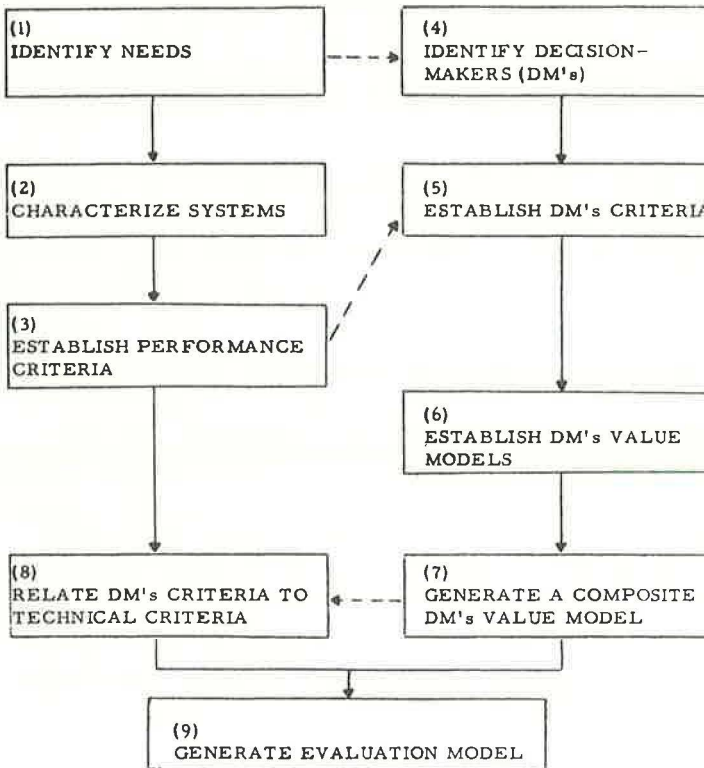 (1)
IDENTIFY NEEDS
(2)
CHARACTERIZE SYSTEMS
(3)
ESTABLISH PERFORMANCE
CRITERIA
(4)
IDENTIFY DECISION-
MAKERS (DM's)
(5)
ESTABLISH DM's CRITERIA
(6)
ESTABLISH DM's VALUE
MODELS
(7)
GENERATE A COMPOSITE
DM's VALUE MODEL
(8)
RELATE DM's CRITERIA TO
TECHNICAL CRITERIA
(9)
GENERATE EVALUATION MODEL